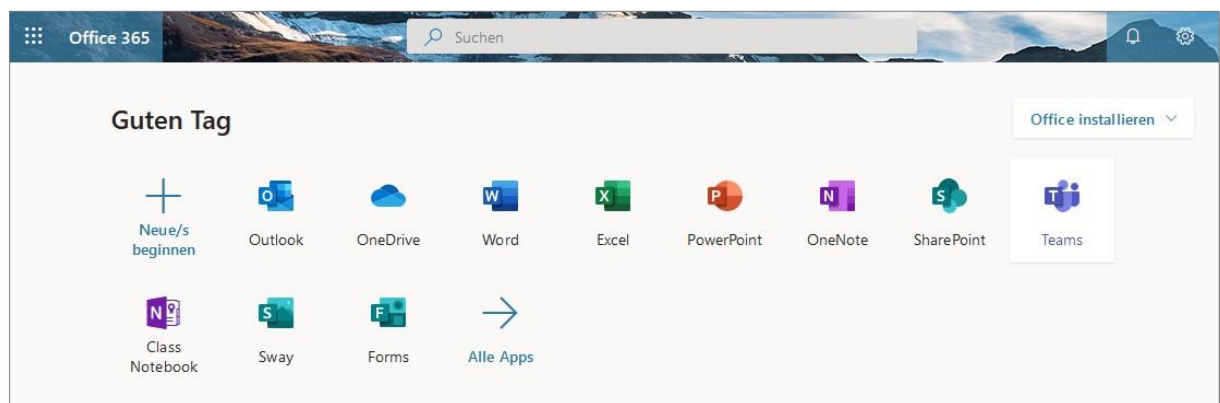 Office 365
Suchen
Guten Tag
Office installieren
Neue/s
beginnen
Outlook
OneDrive
Word
Excel
PowerPoint
OneNote
SharePoint
Teams
Class
Notebook
Sway
Forms
Alle Apps